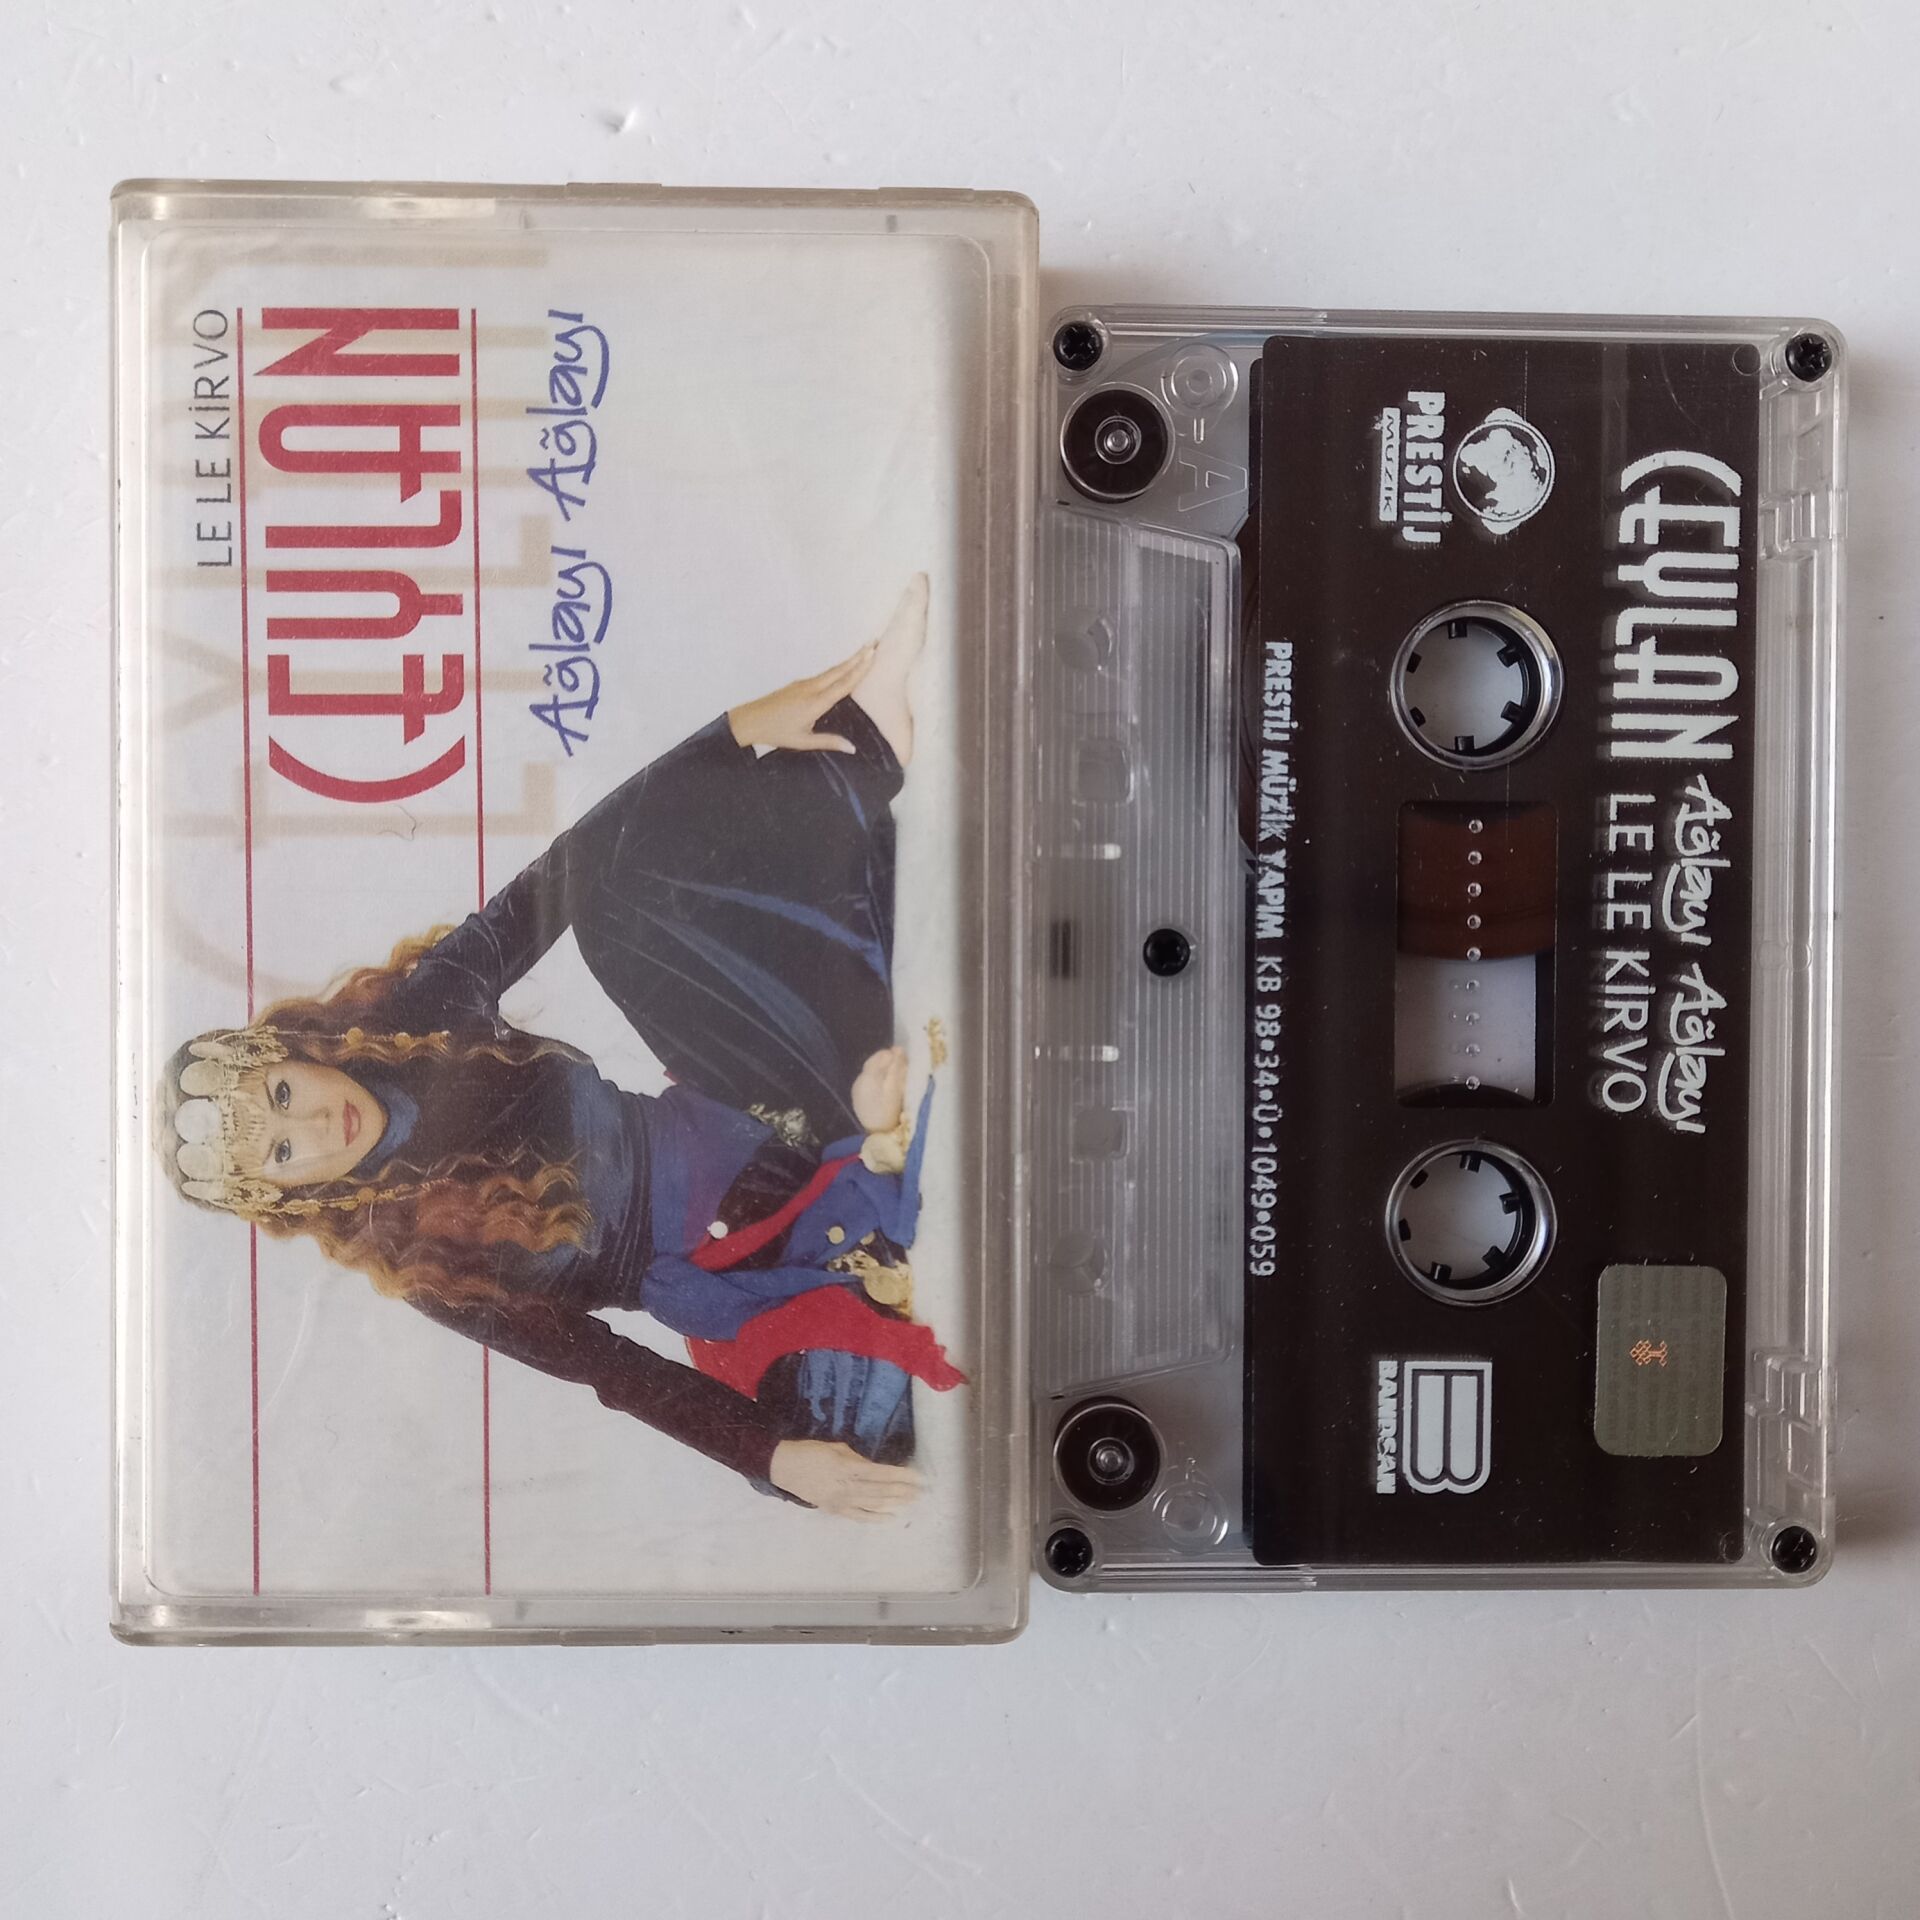 LE LE KİRVO
CEYLAN
Ağlayı Ağlayı
CEYLAN
Ağlayı Ağlayı
LE LE KİRVO
PRESTİJ
MÜZİK
BANDSAN
PRESTİJ MÜZİK YAPIM KB 98•34•Ü•1049•059
A